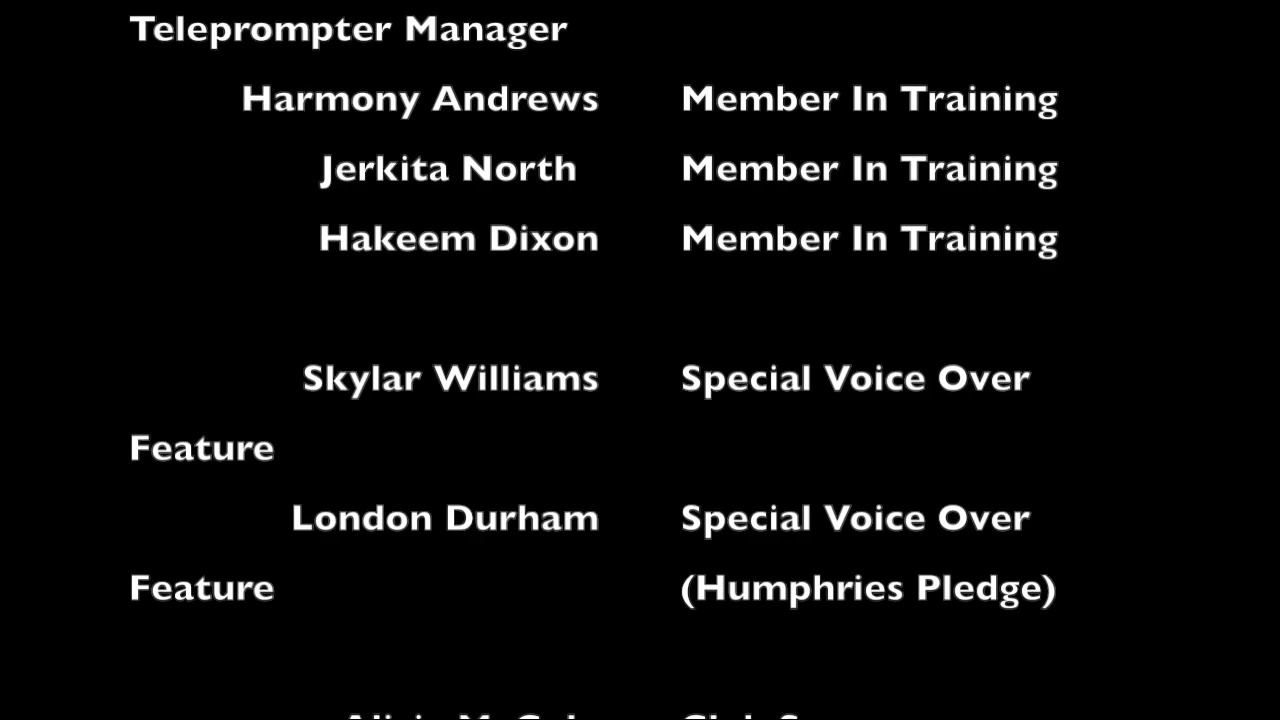 Teleprompter Manager
Harmony Andrews Member In Training
Jerkita North Member In Training
Hakeem Dixon Member In Training
Skylar Williams Special Voice Over
Feature
London Durham Special Voice Over
Feature (Humphries Pledge)